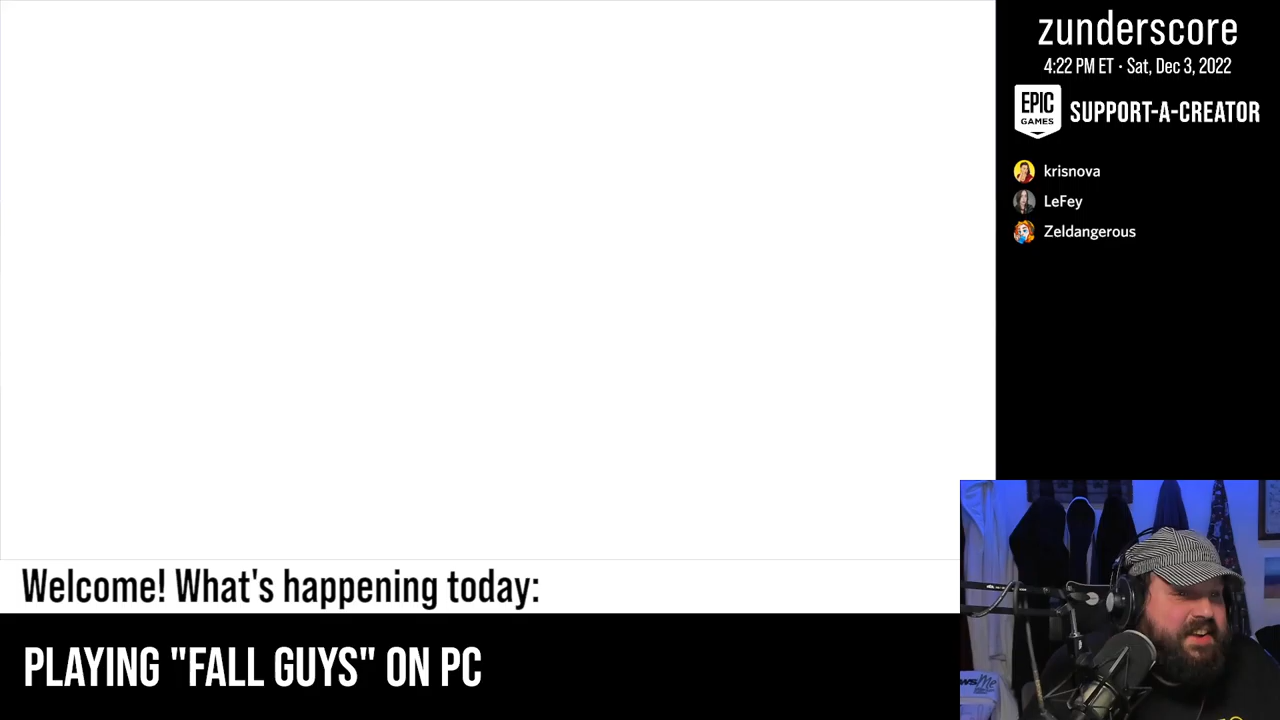 zunderscore
4:22 PM ET · Sat, Dec 3, 2022
EPIC
GAMES
SUPPORT-A-CREATOR
krisnova
LeFey
Zeldangerous
Welcome! What's happening today:
PLAYING "FALL GUYS" ON PC